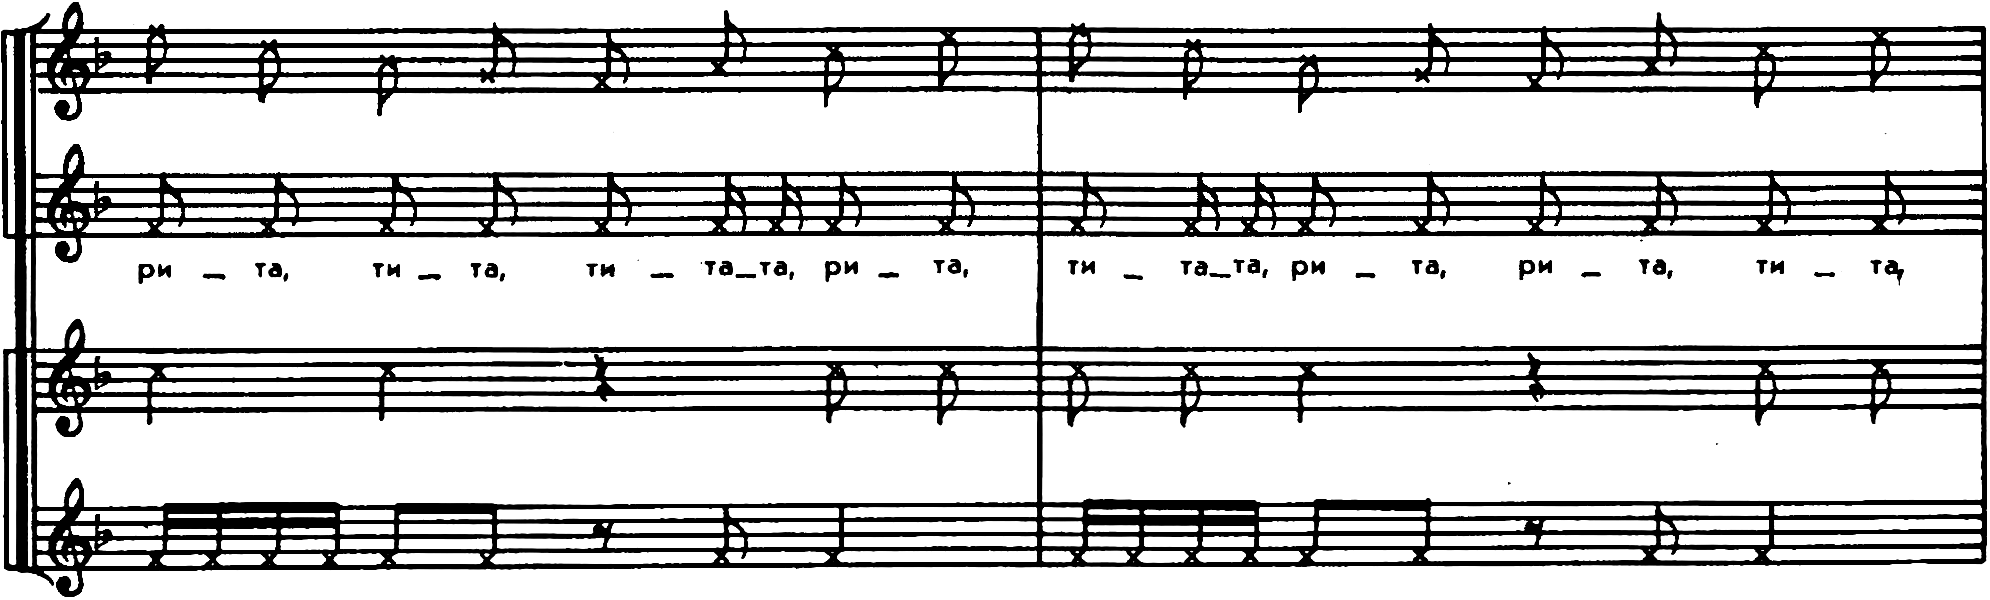 ри – та, ти – та, ти – та – та, ри – та, ти – та – та, ри – та, ри – та, ти – та,